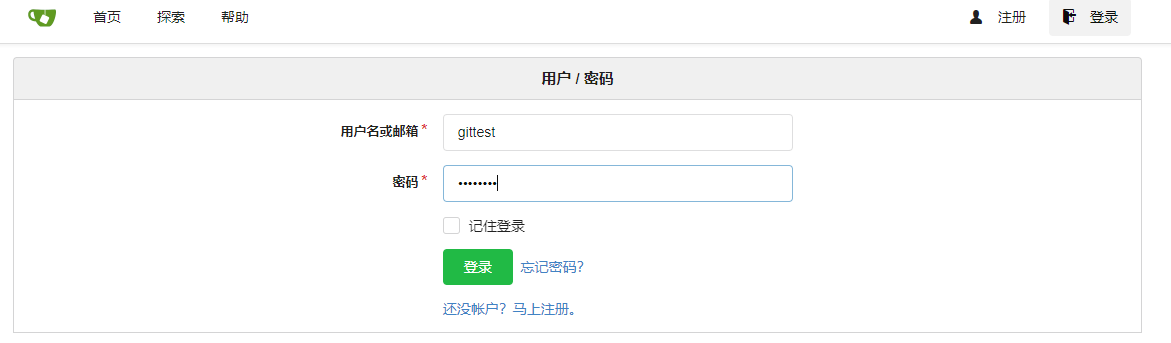 首页 探索 帮助 注册 登录
用户 / 密码
用户名或邮箱* gittest
密码* ••••••••
记住登录
登录 忘记密码?
还没帐户？马上注册。